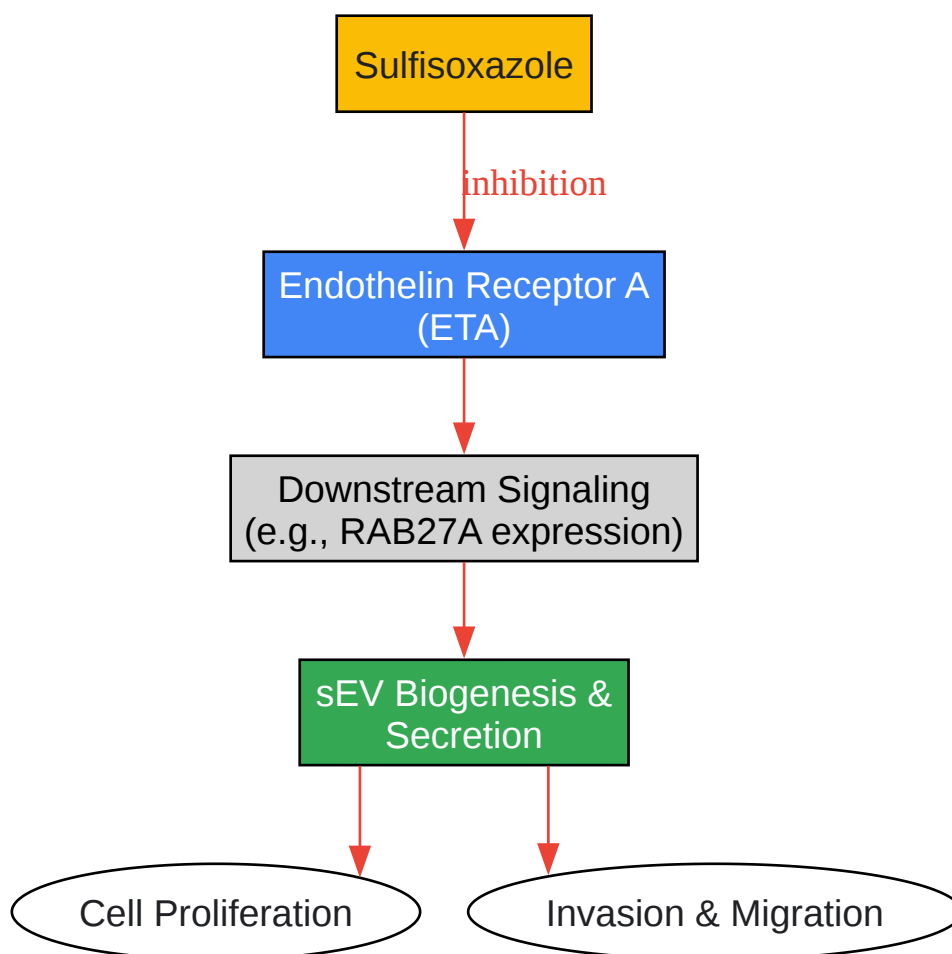 Sulfisoxazole
inhibition
Endothelin Receptor A
(ETA)
Downstream Signaling
(e.g., RAB27A expression)
sEV Biogenesis &
Secretion
Cell Proliferation
Invasion & Migration